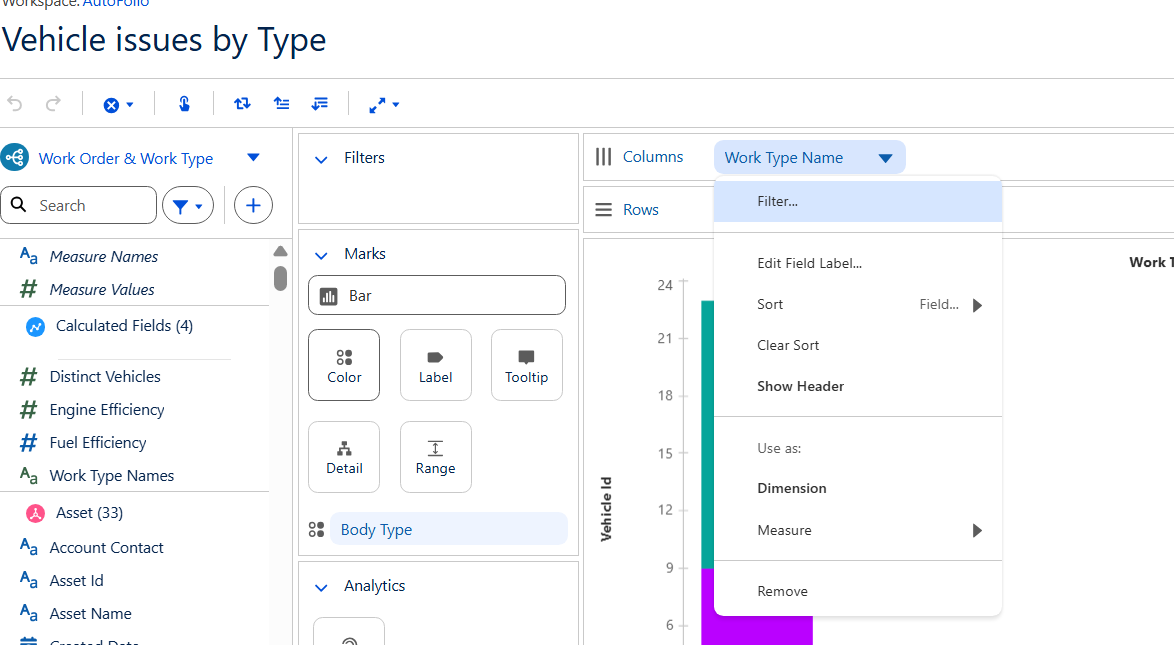 Workspace: AutoFolio
Vehicle issues by Type
Work Order & Work Type
Search
Measure Names
Measure Values
Calculated Fields (4)
Distinct Vehicles
Engine Efficiency
Fuel Efficiency
Work Type Names
Asset (33)
Account Contact
Asset Id
Asset Name
Created Date
Filters
Marks
Bar
Color
Label
Tooltip
Detail
Range
Body Type
Analytics
Columns
Work Type Name
Rows
Filter...
Edit Field Label...
Sort
Field...
Clear Sort
Show Header
Use as:
Dimension
Measure
Remove
Work T
Vehicle Id
24
21
18
15
12
9
6